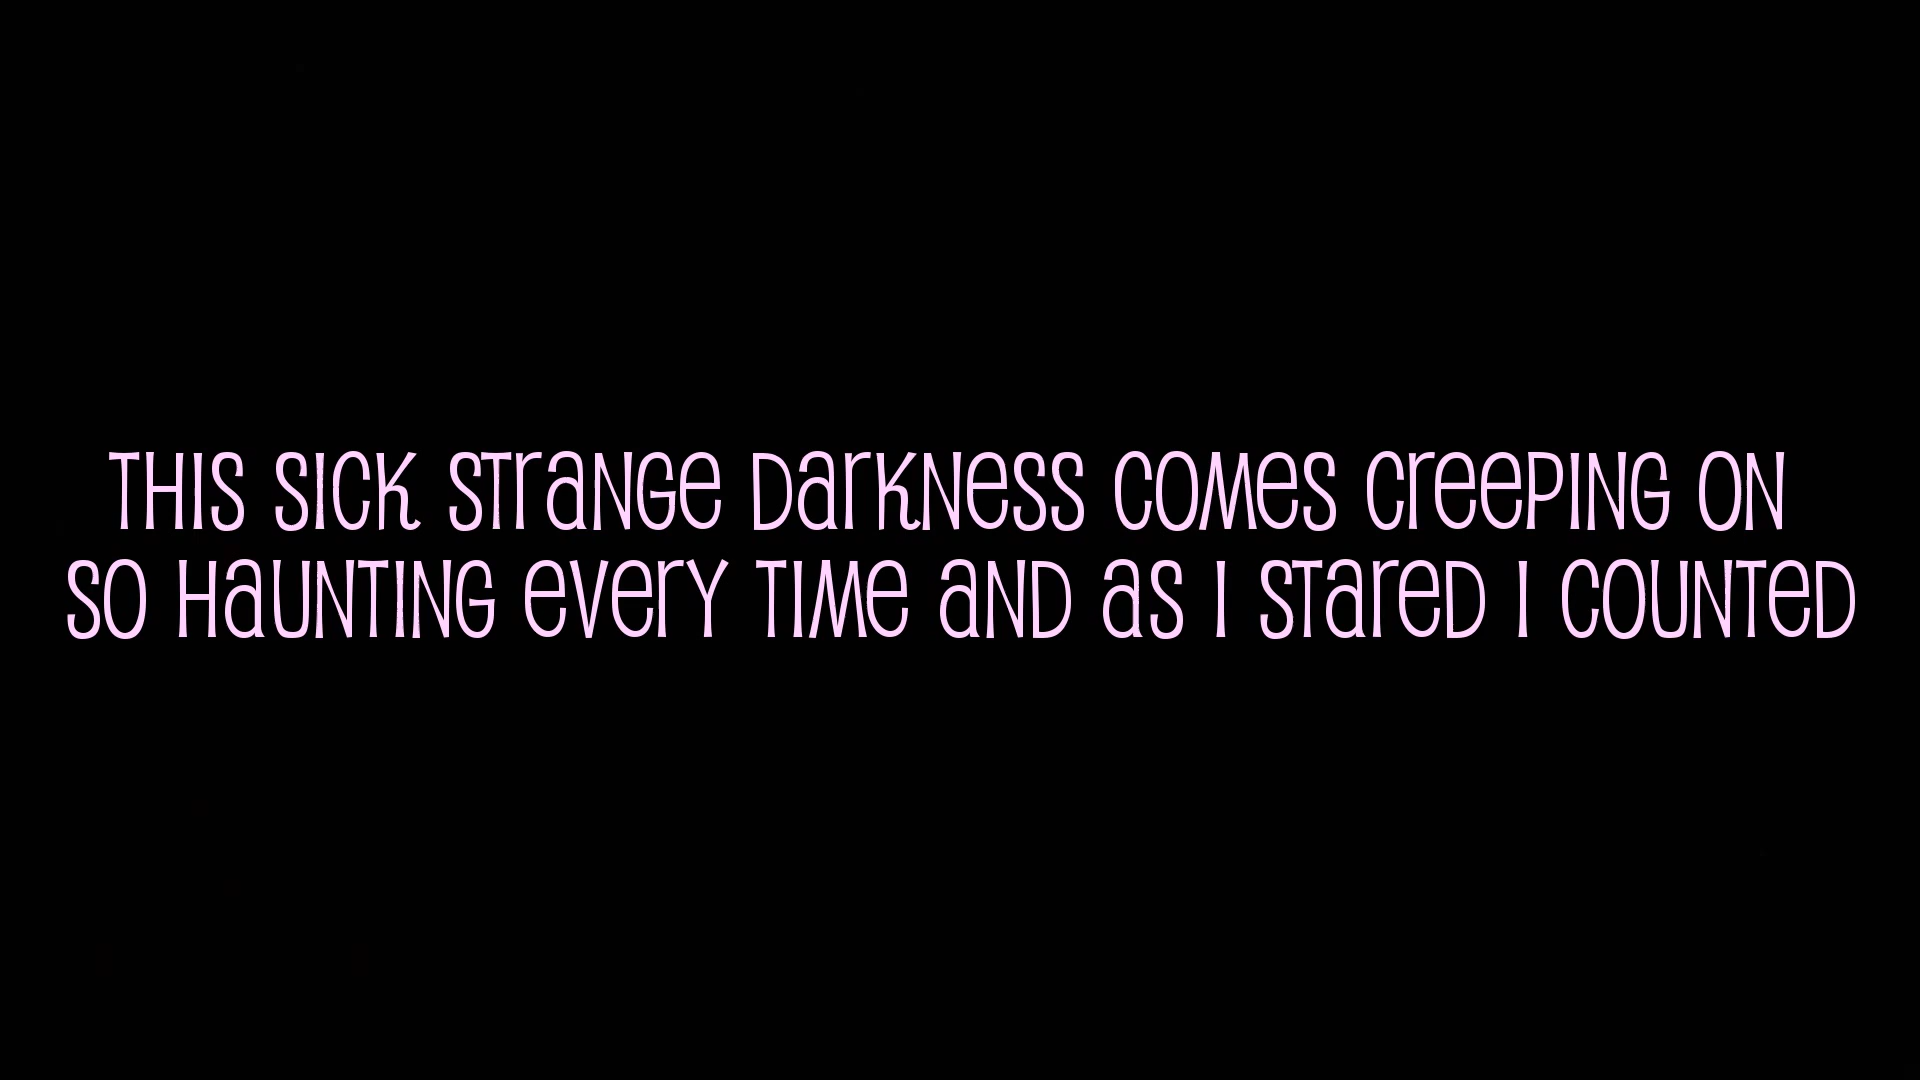 THIS SICK STRANGE DARKNESS COMES CREEPING ON
SO HAUNTING EVERY TIME AND AS I STARED I COUNTED